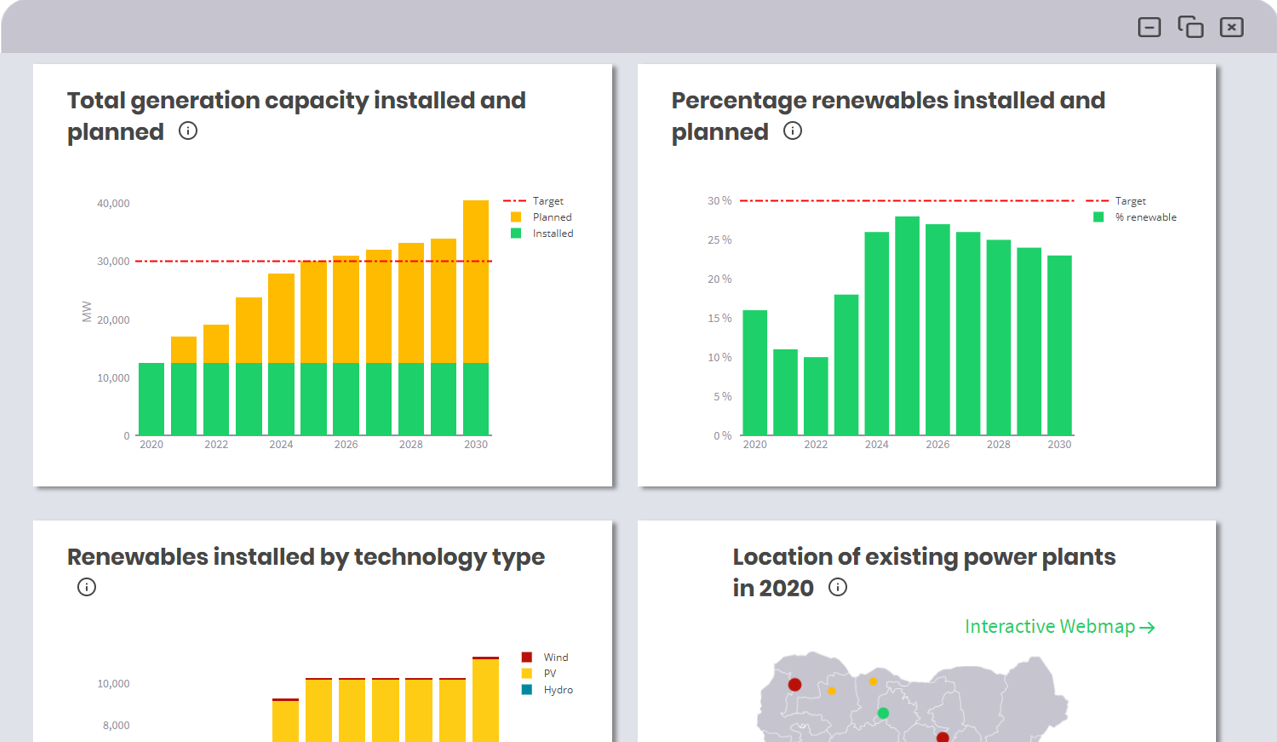 Total generation capacity installed and
planned
40,000
30,000
20,000
10,000
0
MW
2020
2022
2024
2026
2028
2030
Target
Planned
Installed
Percentage renewables installed and
planned
30 %
25 %
20 %
15 %
10 %
5 %
0 %
2020
2022
2024
2026
2028
2030
Target
% renewable
Renewables installed by technology type
10,000
8,000
Wind
PV
Hydro
Location of existing power plants
in 2020
Interactive Webmap